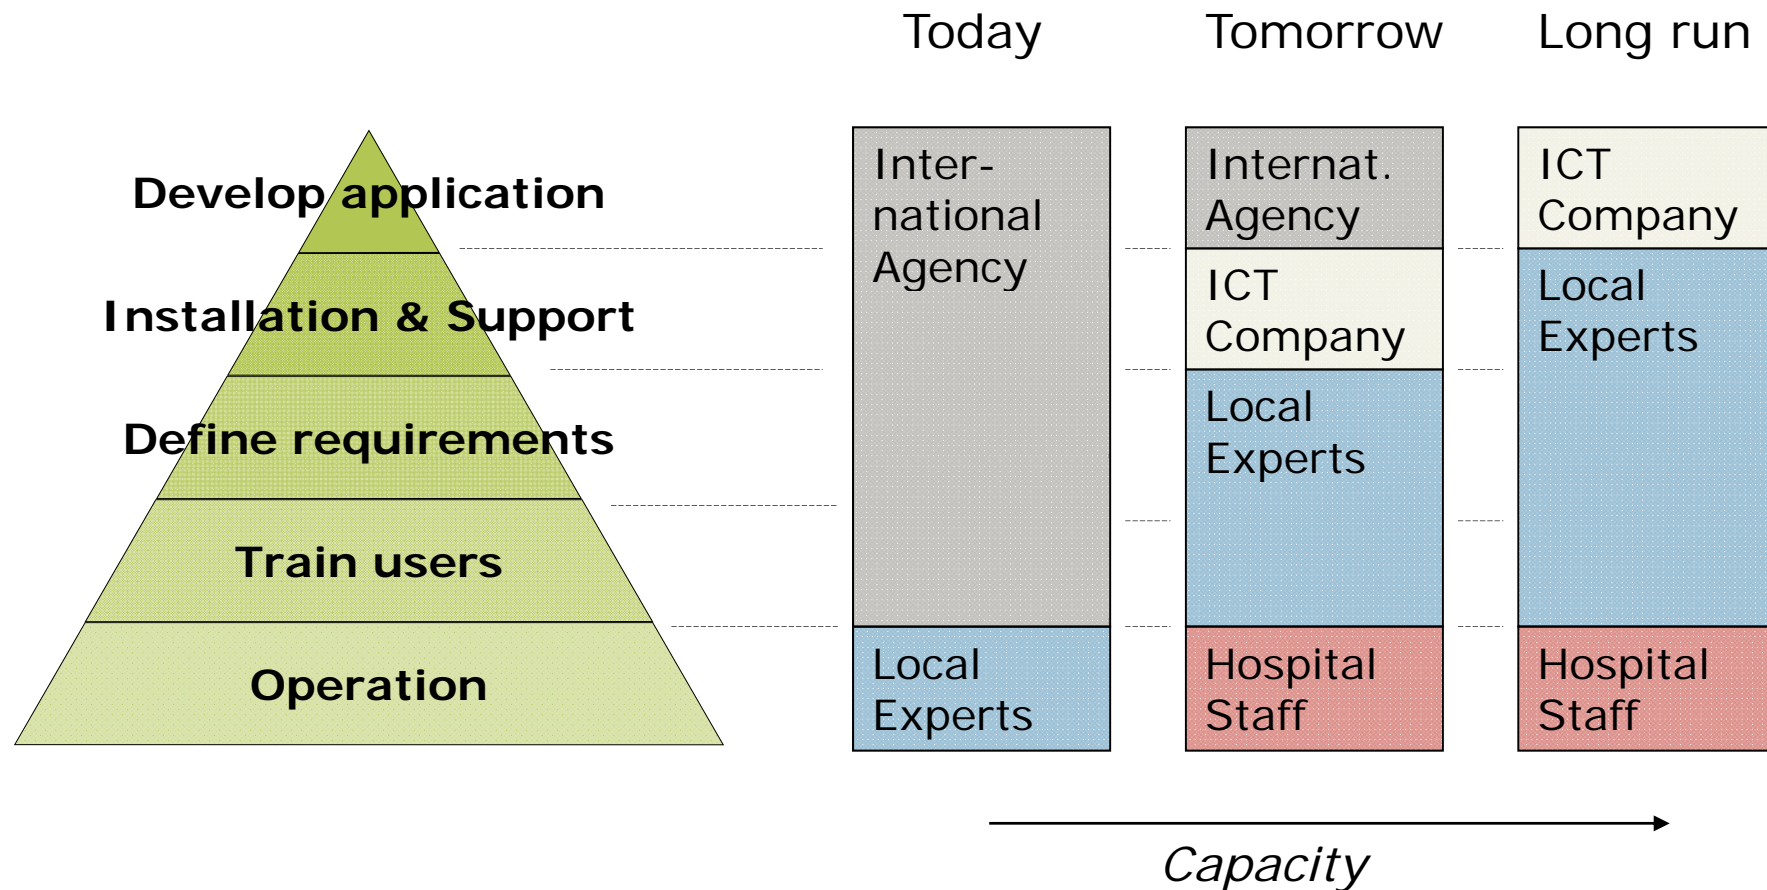 Today
Tomorrow
Long run
Develop application
Installation & Support
Define requirements
Train users
Operation
Inter-
national
Agency
Local
Experts
Internat.
Agency
ICT
Company
Local
Experts
Hospital
Staff
ICT
Company
Local
Experts
Hospital
Staff
Capacity